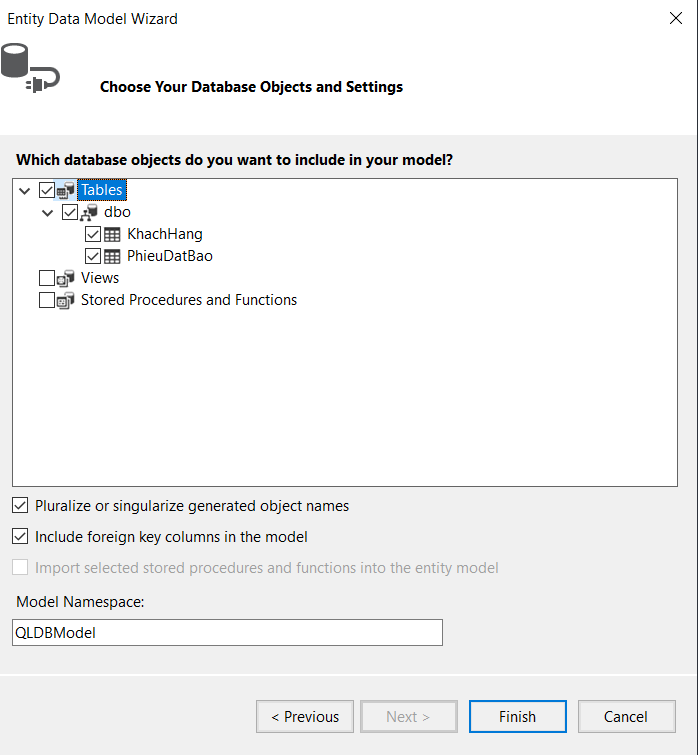 Entity Data Model Wizard
Choose Your Database Objects and Settings
Which database objects do you want to include in your model?
Tables
dbo
KhachHang
PhieuDatBao
Views
Stored Procedures and Functions
Pluralize or singularize generated object names
Include foreign key columns in the model
Import selected stored procedures and functions into the entity model
Model Namespace:
QLDBModel
< Previous Next > Finish Cancel